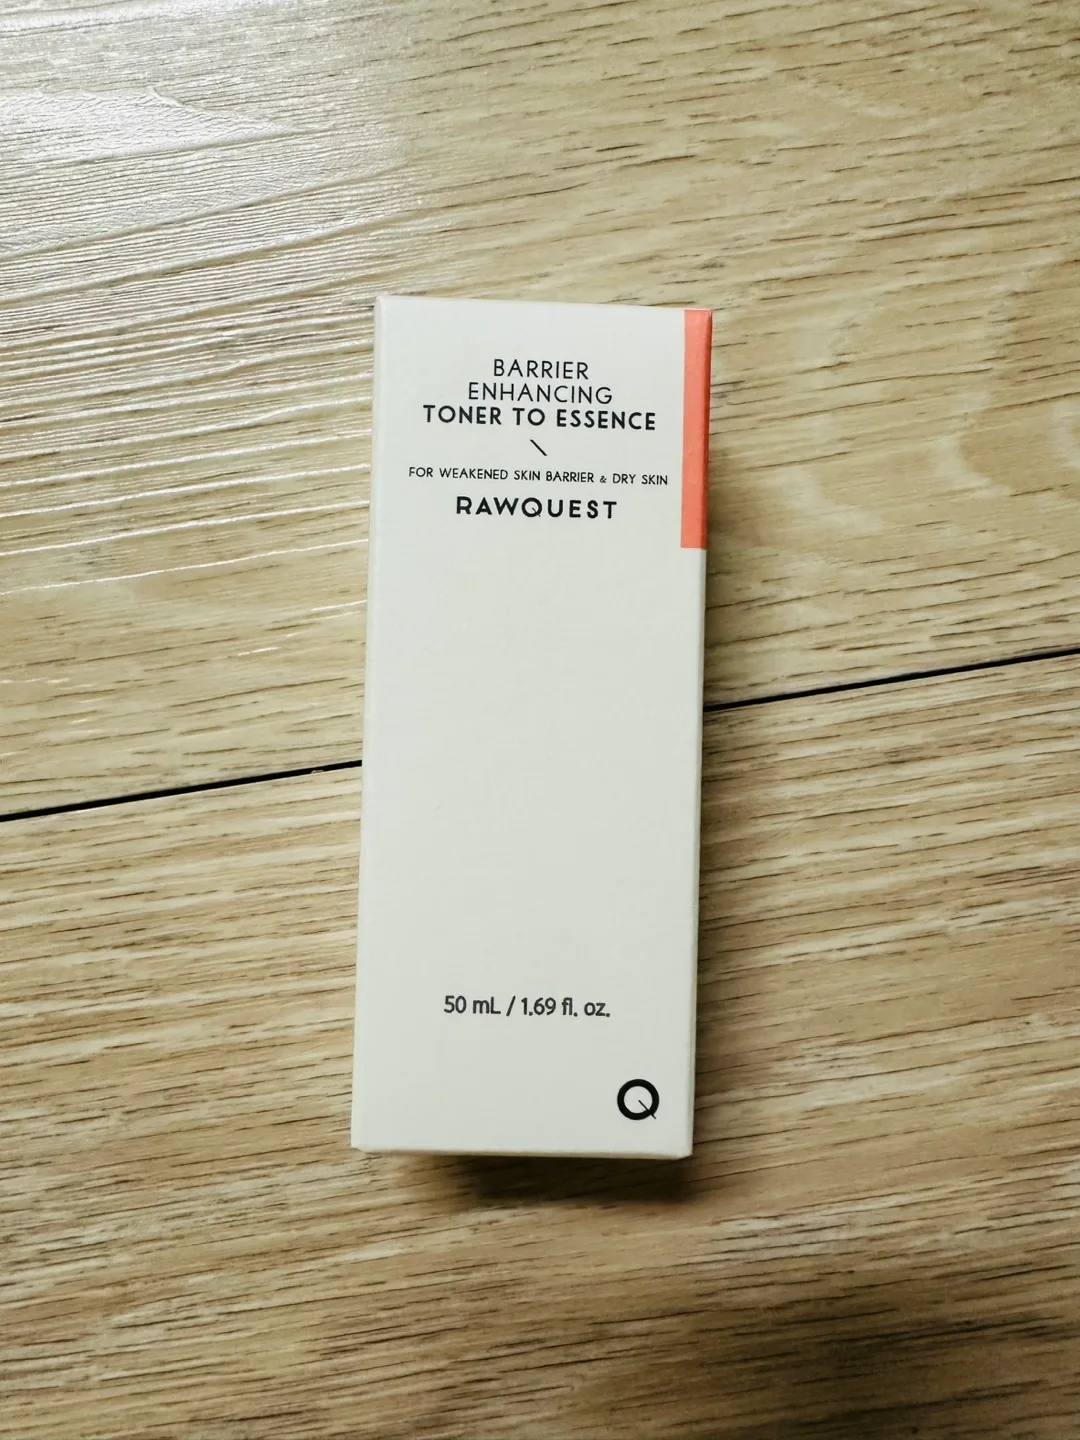 BARRIER
ENHANCING
TONER TO ESSENCE
\
FOR WEAKENED SKIN BARRIER & DRY SKIN
RAWQUEST
50 mL / 1.69 fl. oz.
Q